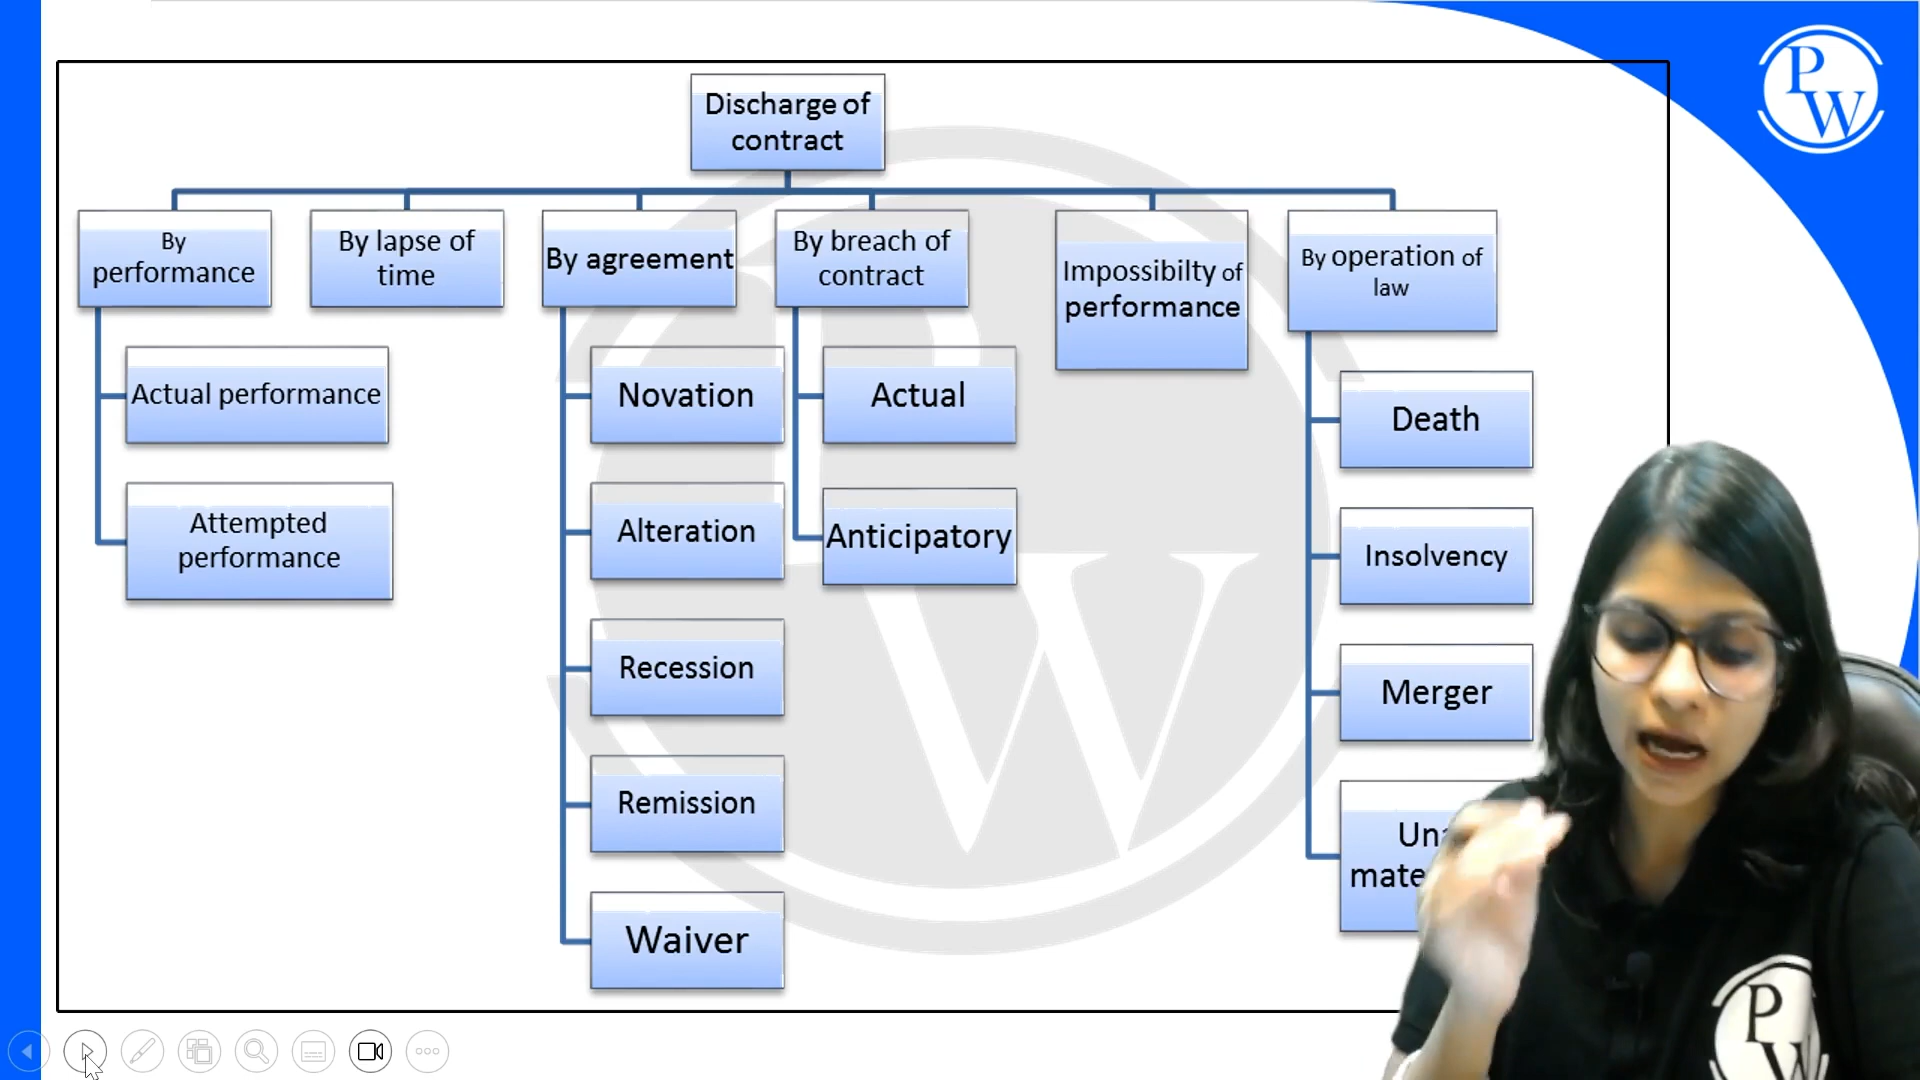 Discharge of
contract
By
performance
By lapse of
time
By agreement
By breach of
contract
Impossibilty of
performance
By operation of
law
Actual performance
Attempted
performance
Novation
Alteration
Recession
Remission
Waiver
Actual
Anticipatory
Death
Insolvency
Merger
P
W
P
W